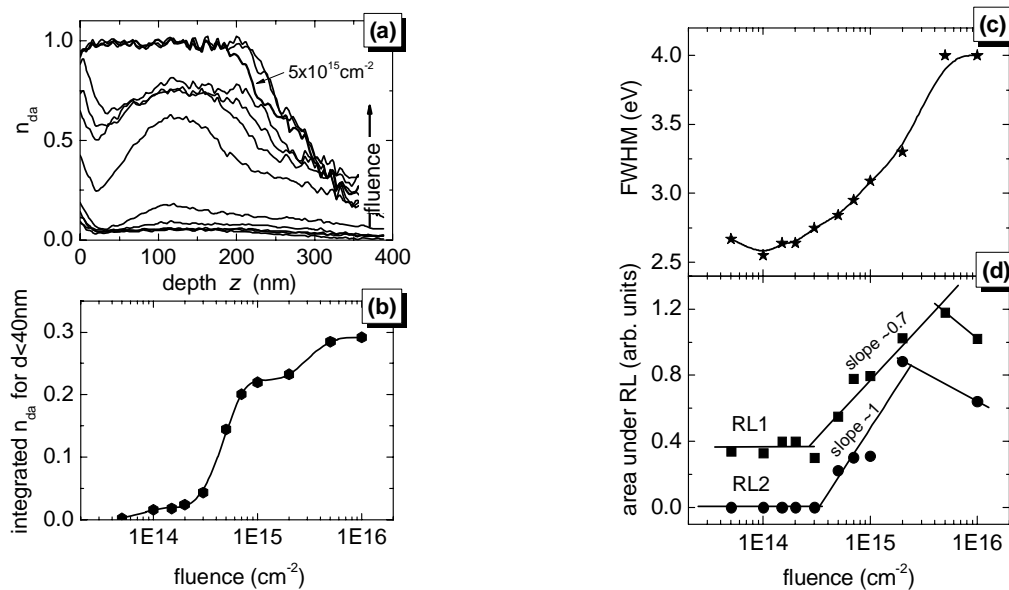 (a)
1.0
0.5
0.0
n_da
5x10^15cm^-2
fluence
0 100 200 300 400
depth z (nm)
(b)
0.3
0.2
0.1
0.0
integrated n_da for d<40nm
1E14 1E15 1E16
fluence (cm^-2)
(c)
4.0
3.5
3.0
2.5
FWHM (eV)
(d)
1.2
0.8
0.4
0.0
area under RL (arb. units)
slope ~0.7
slope ~1
RL1
RL2
1E14 1E15 1E16
fluence (cm^-2)